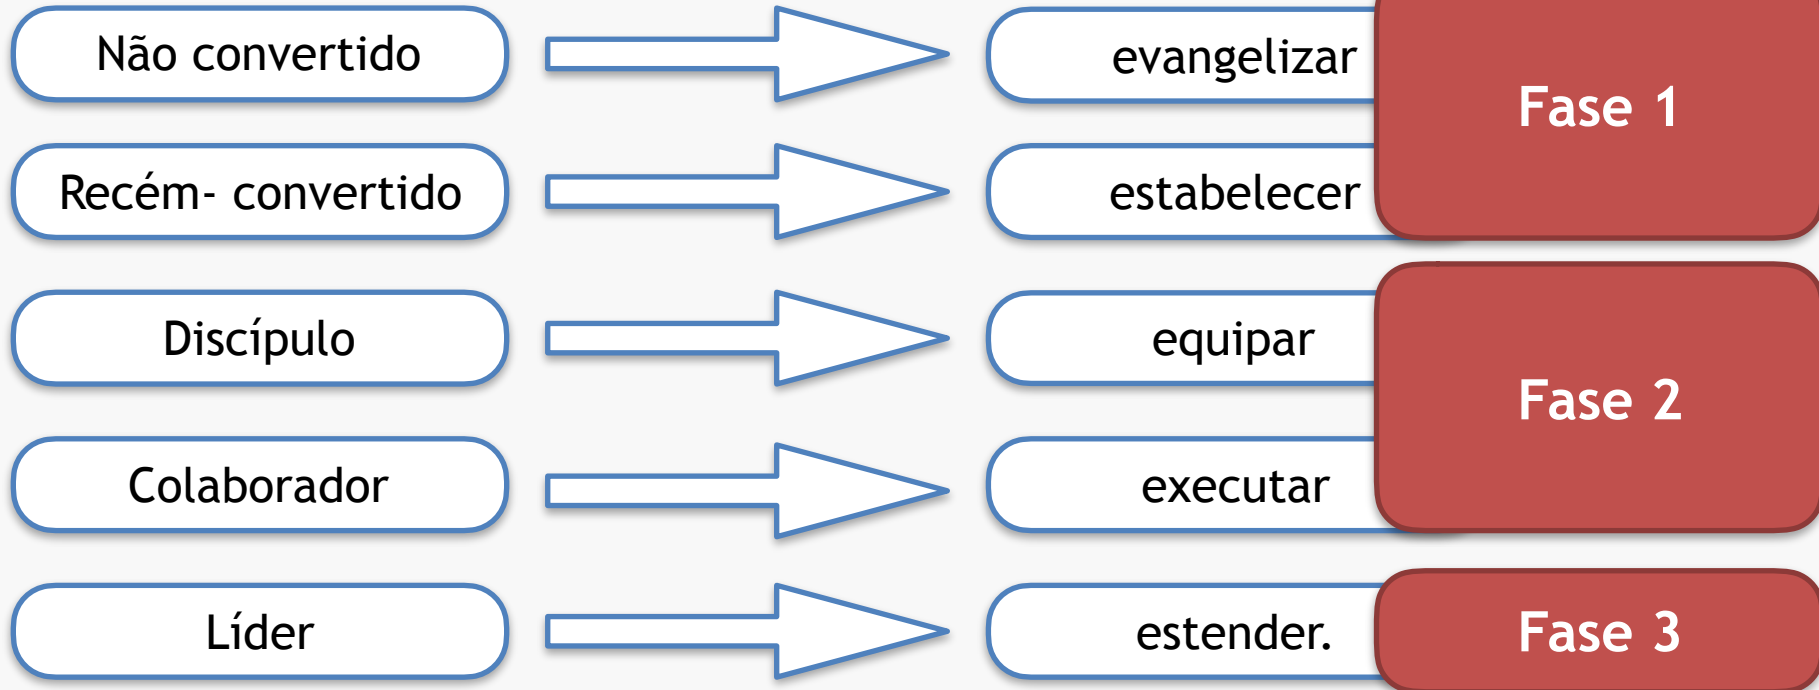 Não convertido
evangelizar
Fase 1
Recém- convertido
estabelecer
Discípulo
equipar
Fase 2
Colaborador
executar
Líder
estender.
Fase 3